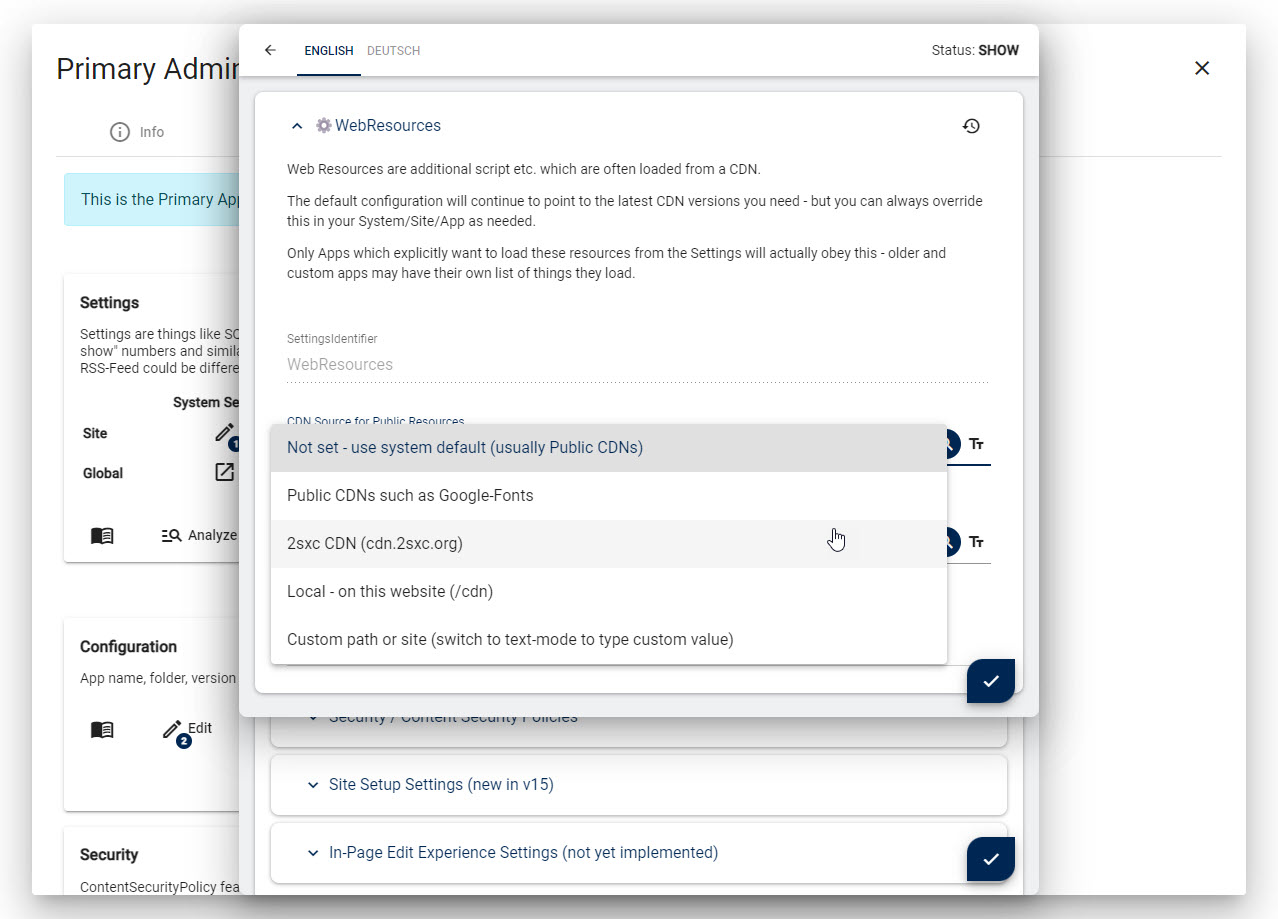 Primary Admin
Info
This is the Primary App
Settings
Settings are things like SQ
show" numbers and simila
RSS-Feed could be differe
System Se
Site
1
Global
Analyze
Configuration
App name, folder, version
Edit
2
Security
ContentSecurityPolicy fea
ENGLISH DEUTSCH
Status: SHOW
WebResources
Web Resources are additional script etc. which are often loaded from a CDN.
The default configuration will continue to point to the latest CDN versions you need - but you can always override
this in your System/Site/App as needed.
Only Apps which explicitly want to load these resources from the Settings will actually obey this - older and
custom apps may have their own list of things they load.
SettingsIdentifier
WebResources
CDN Source for Public Resources
Not set - use system default (usually Public CDNs)
Tт
Public CDNs such as Google-Fonts
2sxc CDN (cdn.2sxc.org)
Tт
Local - on this website (/cdn)
Custom path or site (switch to text-mode to type custom value)
Security / Content Security Policies
Site Setup Settings (new in v15)
In-Page Edit Experience Settings (not yet implemented)